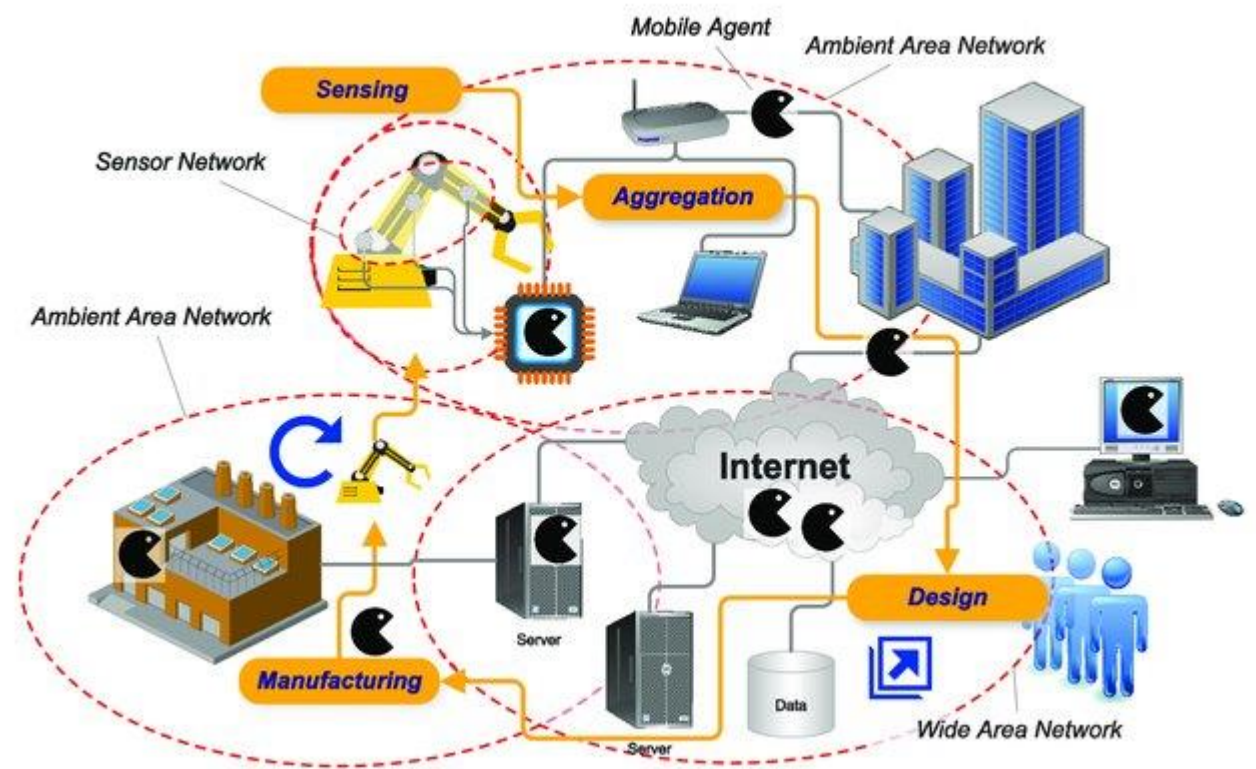 Mobile Agent
Ambient Area Network
Sensing
Sensor Network
Aggregation
Ambient Area Network
Internet
Design
Server
Manufacturing
Data
Server
Wide Area Network